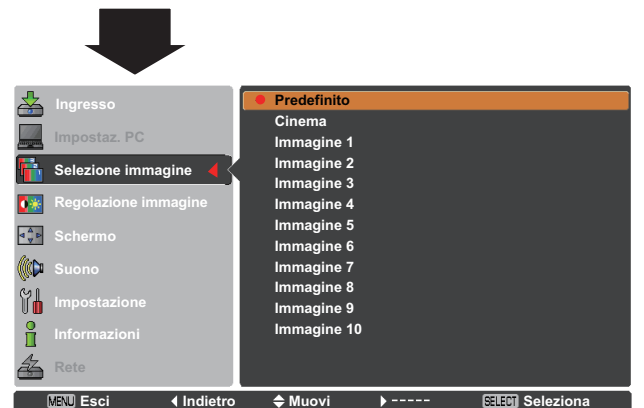 Ingresso
Impostaz. PC
Selezione immagine
Regolazione immagine
Schermo
Suono
Impostazione
Informazioni
Rete
Predefinito
Cinema
Immagine 1
Immagine 2
Immagine 3
Immagine 4
Immagine 5
Immagine 6
Immagine 7
Immagine 8
Immagine 9
Immagine 10
MENU Esci Indietro Muovi ----- SELECT Seleziona